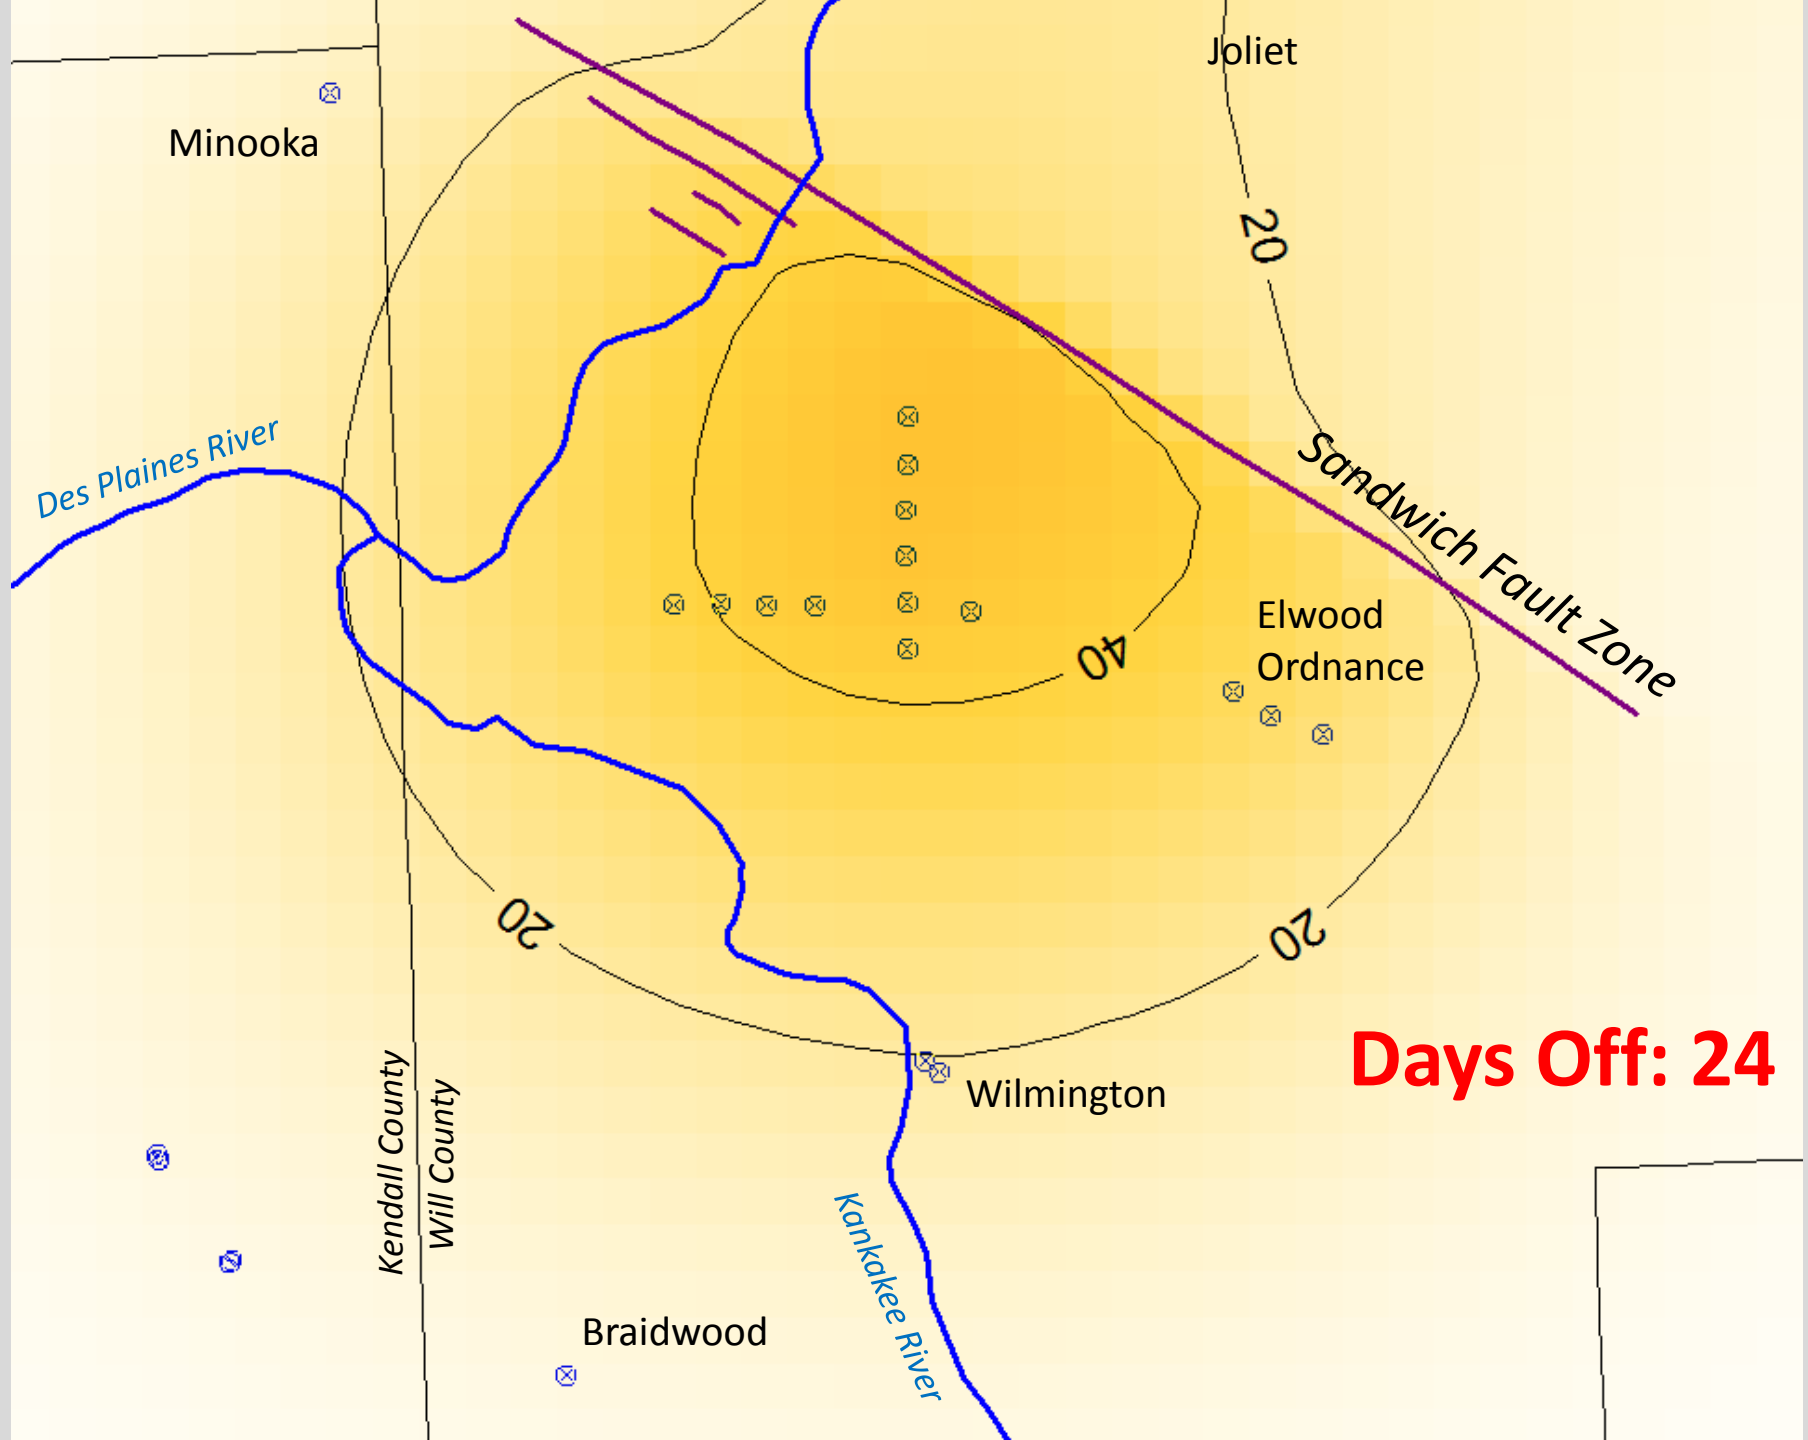 Joliet
Minooka
20
Des Plaines River
Sandwich Fault Zone
Elwood
Ordnance
40
20
20
Days Off: 24
Wilmington
Kendall County
Will County
Kankakee River
Braidwood